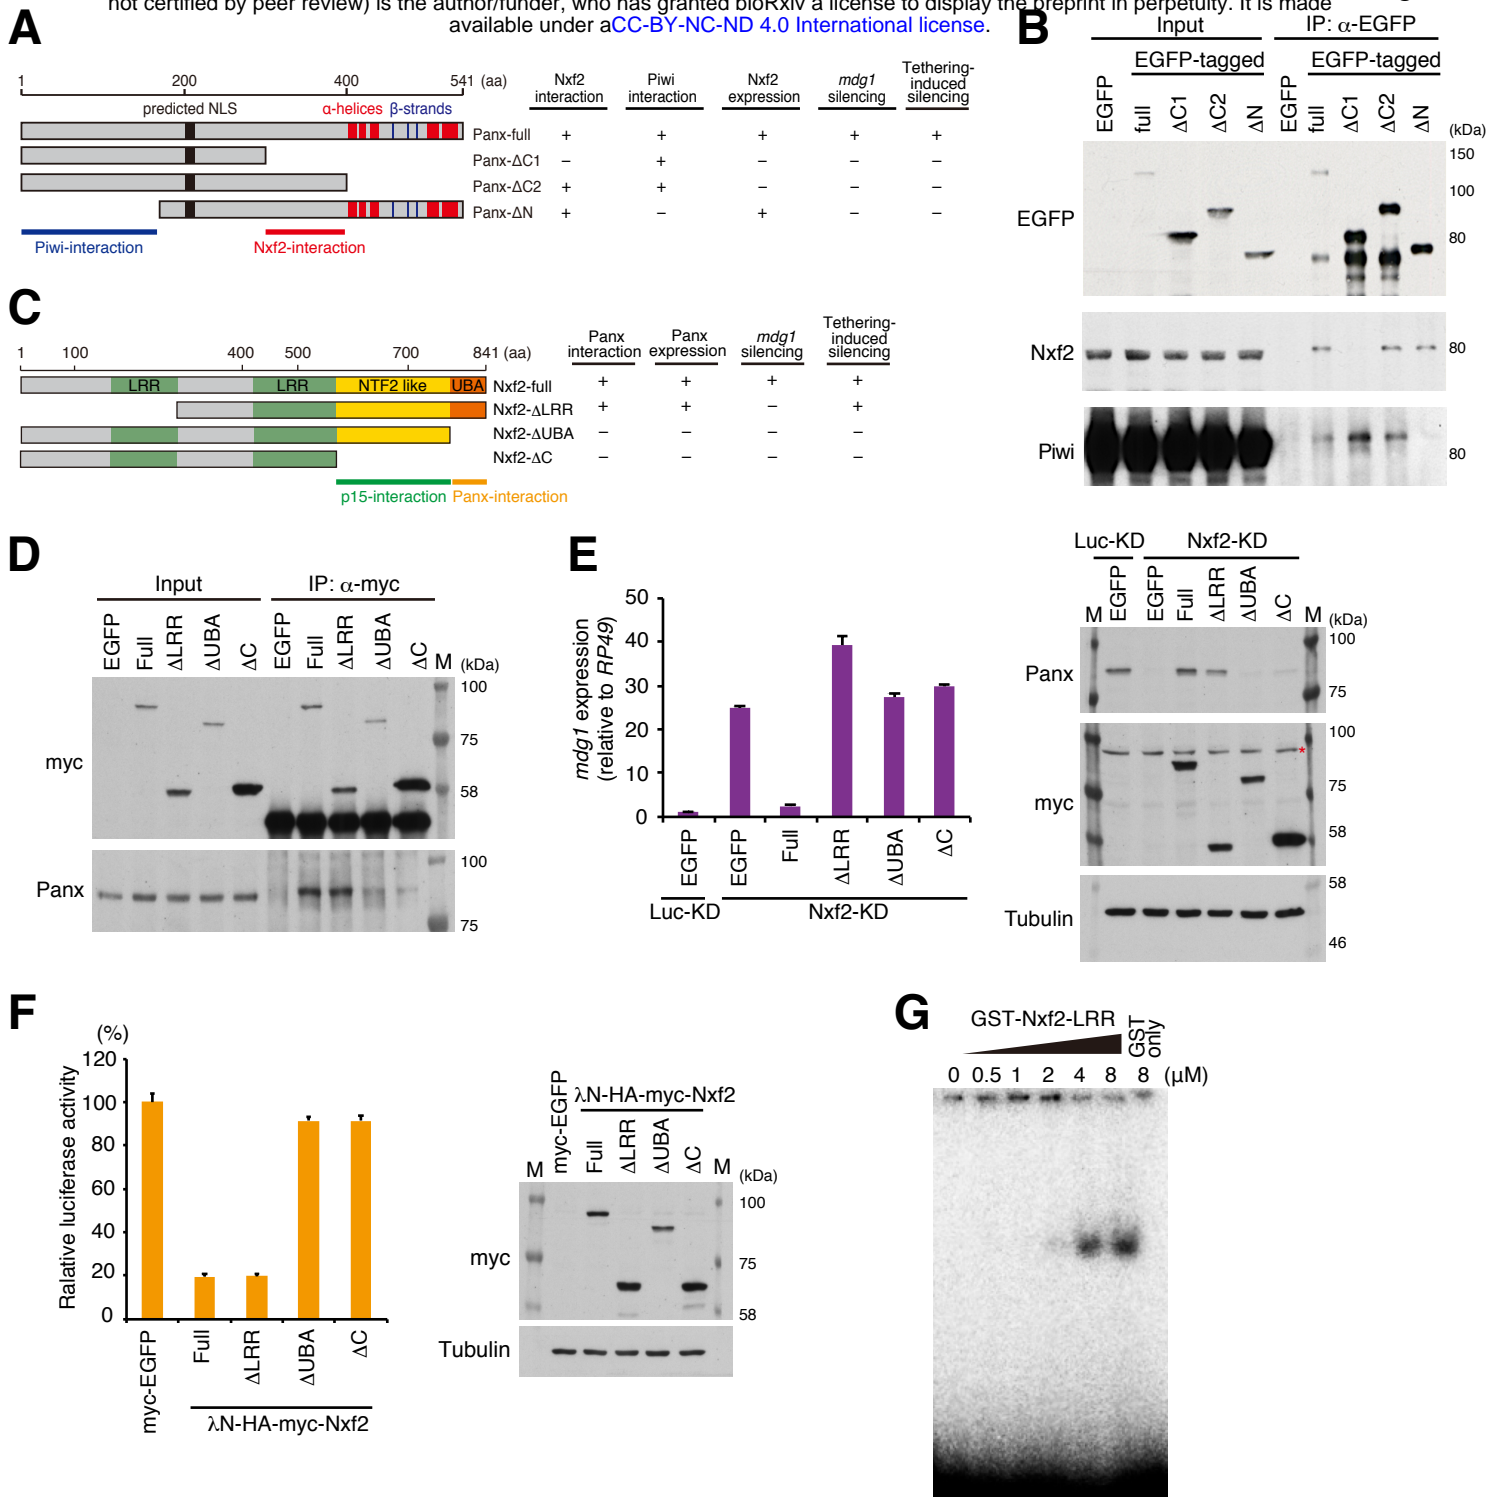 not certified by peer review) is the author/funder, who has granted bioRxiv a license to display the preprint in perpetuity. It is made
available under aCC-BY-NC-ND 4.0 International license.
A
1 200 400 541 (aa)
predicted NLS α-helices β-strands
Nxf2 interaction Piwi interaction Nxf2 expression mdg1 silencing Tethering-induced silencing
Panx-full + + + + +
Panx-ΔC1 – + – – –
Panx-ΔC2 + + – – –
Panx-ΔN + – + – –
Piwi-interaction Nxf2-interaction
B
Input IP: α-EGFP
EGFP-tagged EGFP-tagged
EGFP full ΔC1 ΔC2 ΔN EGFP full ΔC1 ΔC2 ΔN (kDa)
EGFP 150 100 80
Nxf2 80
Piwi 80
C
1 100 400 500 700 841 (aa)
Panx interaction Panx expression mdg1 silencing Tethering-induced silencing
LRR LRR NTF2 like UBA Nxf2-full + + + +
Nxf2-ΔLRR + + – +
Nxf2-ΔUBA – – – –
Nxf2-ΔC – – – –
p15-interaction Panx-interaction
D
Input IP: α-myc
EGFP Full ΔLRR ΔUBA ΔC EGFP Full ΔLRR ΔUBA ΔC M (kDa)
myc 100 75 58
Panx 100 75
E
mdg1 expression
(relative to RP49)
50
40
30
20
10
0
EGFP EGFP Full ΔLRR ΔUBA ΔC
Luc-KD Nxf2-KD
Luc-KD Nxf2-KD
M EGFP EGFP Full ΔLRR ΔUBA ΔC M (kDa)
Panx 100 75
myc * 100 75 58
Tubulin 58 46
F
(%)
Ralative luciferase activity
120
100
80
60
40
20
0
myc-EGFP Full ΔLRR ΔUBA ΔC
λN-HA-myc-Nxf2
λN-HA-myc-Nxf2
M myc-EGFP Full ΔLRR ΔUBA ΔC M (kDa)
myc 100 75 58
Tubulin
G
GST-Nxf2-LRR GST only
0 0.5 1 2 4 8 8 (μM)